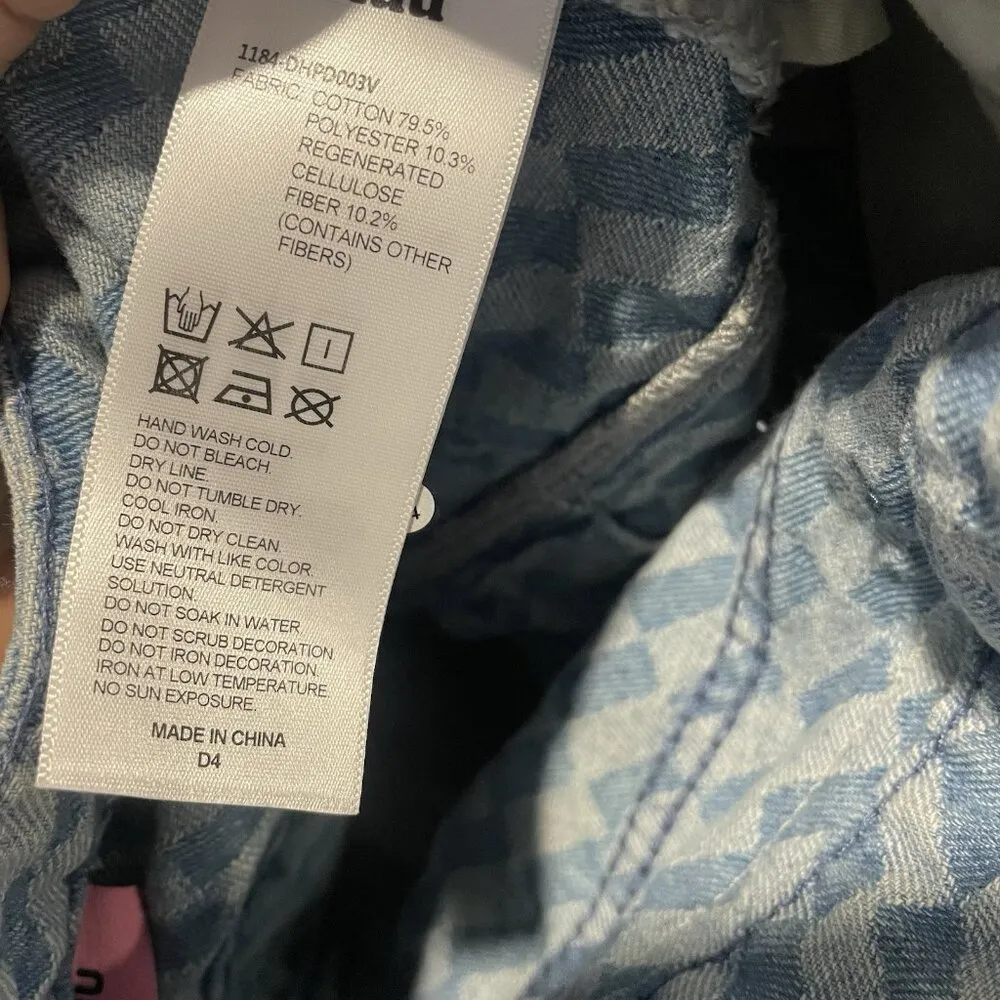 1184-DHPD003V
FABRIC: COTTON 79.5%
POLYESTER 10.3%
REGENERATED
CELLULOSE
FIBER 10.2%
(CONTAINS OTHER
FIBERS)
HAND WASH COLD.
DO NOT BLEACH.
DRY LINE.
DO NOT TUMBLE DRY.
COOL IRON.
DO NOT DRY CLEAN.
WASH WITH LIKE COLOR.
USE NEUTRAL DETERGENT
SOLUTION.
DO NOT SOAK IN WATER
DO NOT SCRUB DECORATION
DO NOT IRON DECORATION.
IRON AT LOW TEMPERATURE.
NO SUN EXPOSURE.
MADE IN CHINA
D4